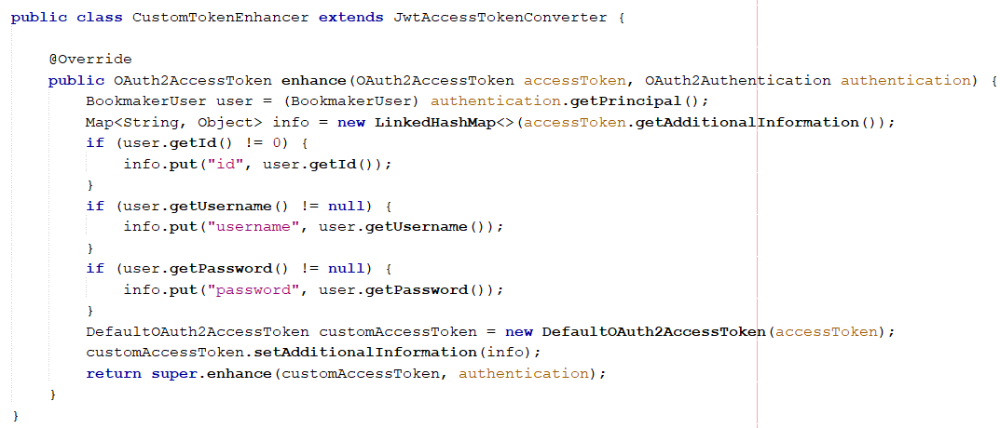 public class CustomTokenEnhancer extends JwtAccessTokenConverter {
@Override
public OAuth2AccessToken enhance(OAuth2AccessToken accessToken, OAuth2Authentication authentication) {
BookmakerUser user = (BookmakerUser) authentication.getPrincipal();
Map<String, Object> info = new LinkedHashMap<>(accessToken.getAdditionalInformation());
if (user.getId() != 0) {
info.put("id", user.getId());
}
if (user.getUsername() != null) {
info.put("username", user.getUsername());
}
if (user.getPassword() != null) {
info.put("password", user.getPassword());
}
DefaultOAuth2AccessToken customAccessToken = new DefaultOAuth2AccessToken(accessToken);
customAccessToken.setAdditionalInformation(info);
return super.enhance(customAccessToken, authentication);
}
}